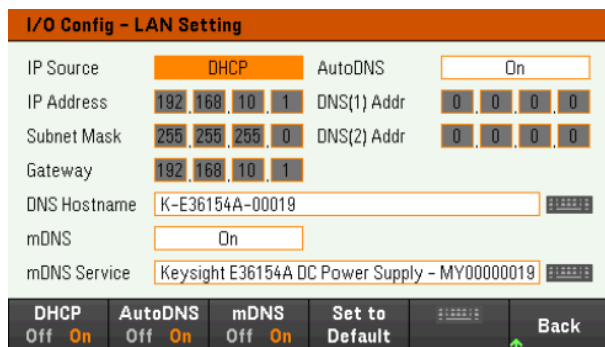 I/O Config - LAN Setting
IP Source DHCP AutoDNS On
IP Address 192.168.10.1 DNS(1) Addr 0.0.0.0
Subnet Mask 255.255.255.0 DNS(2) Addr 0.0.0.0
Gateway 192.168.10.1
DNS Hostname K-E36154A-00019
mDNS On
mDNS Service Keysight E36154A DC Power Supply - MY00000019
DHCP AutoDNS mDNS Set to Back
Off On Off On Off On Default